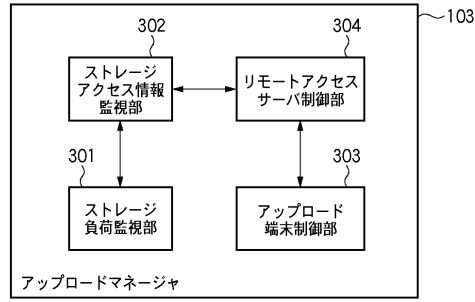 103
302
ストレージ
アクセス情報
監視部
304
リモートアクセス
サーバ制御部
301
ストレージ
負荷監視部
303
アップロード
端末制御部
アップロードマネージャ